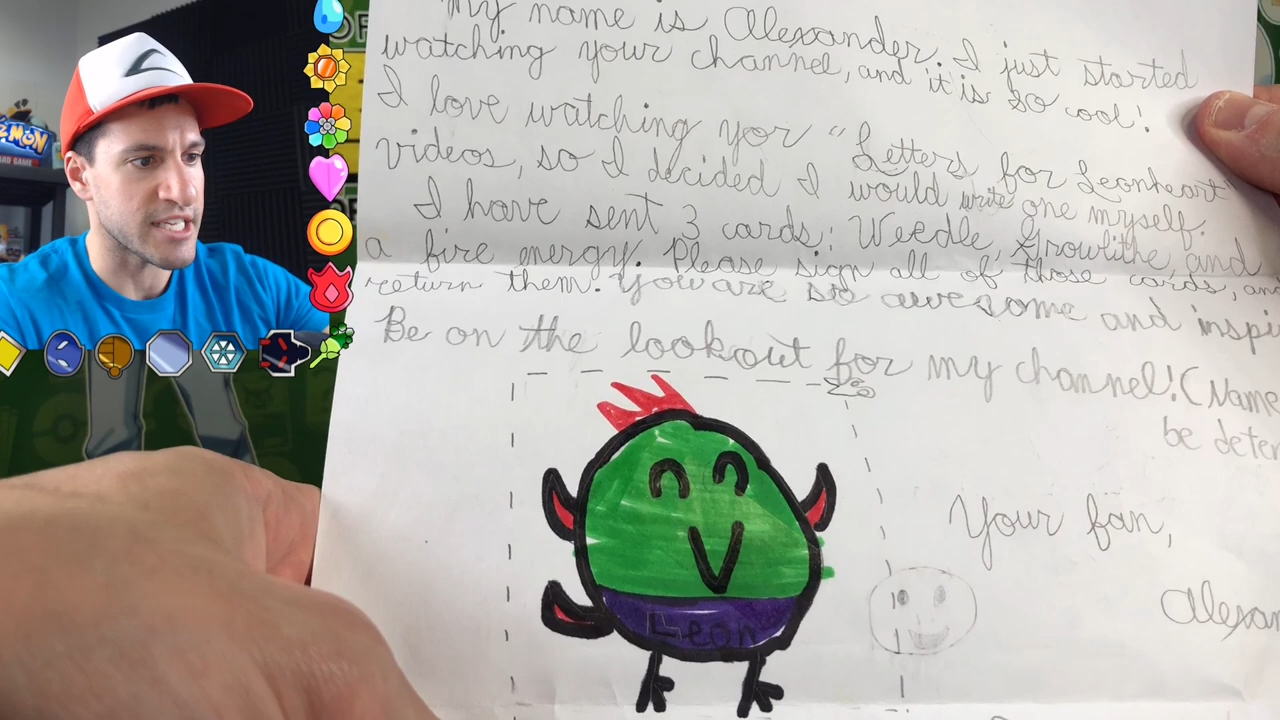 My name is Alexander. I just started
watching your channel, and it is so cool!
I love watching yor "Letters for Leonheart"
videos, so I decided I would write one myself.
I have sent 3 cards: Weedle, Growlithe, and
a fire energy. Please sign all of those cards, and
return them. You are so awesome and inspi
Be on the lookout for my channel! (Name
be deter
Your fan,
Alexan
Leon
MON
GAME